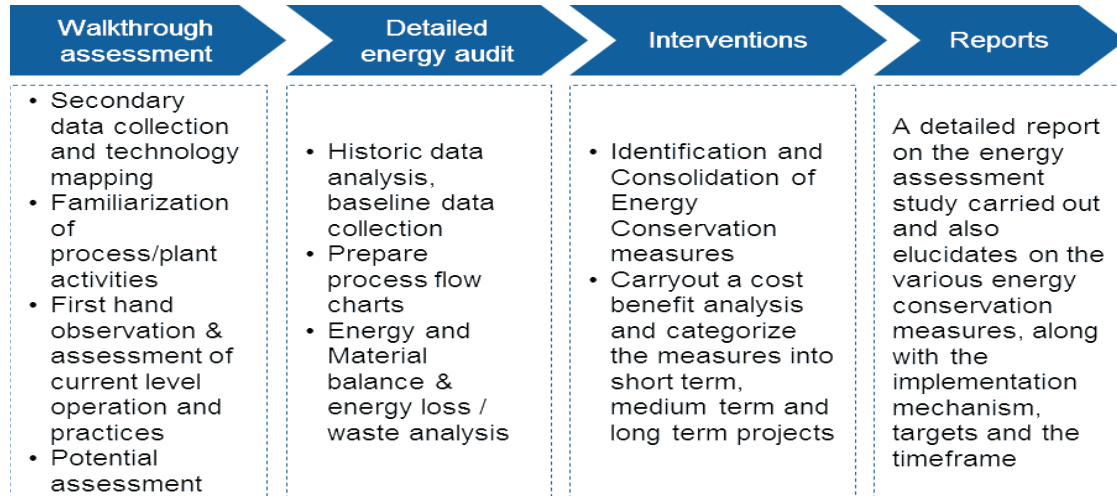 Walkthrough
assessment
• Secondary
data collection
and technology
mapping
• Familiarization
of
process/plant
activities
• First hand
observation &
assessment of
current level
operation and
practices
• Potential
assessment
Detailed
energy audit
• Historic data
analysis,
baseline data
collection
• Prepare
process flow
charts
• Energy and
Material
balance &
energy loss /
waste analysis
Interventions
• Identification and
Consolidation of
Energy
Conservation
measures
• Carryout a cost
benefit analysis
and categorize
the measures into
short term,
medium term and
long term projects
Reports
A detailed report
on the energy
assessment
study carried out
and also
elucidates on the
various energy
conservation
measures, along
with the
implementation
mechanism,
targets and the
timeframe